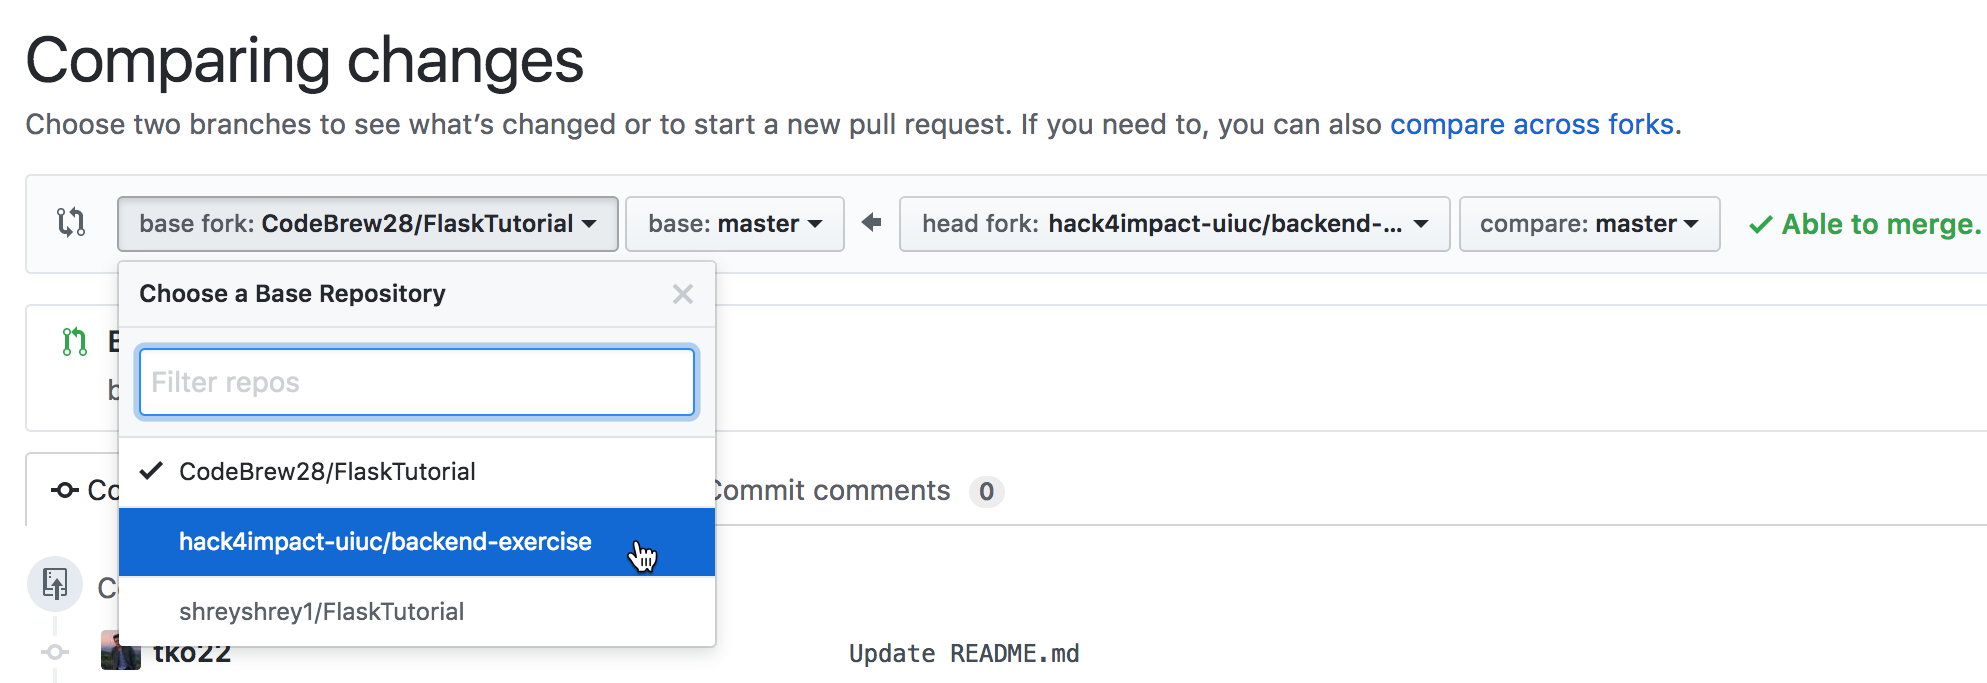 Comparing changes
Choose two branches to see what's changed or to start a new pull request. If you need to, you can also compare across forks.
base fork: CodeBrew28/FlaskTutorial base: master head fork: hack4impact-uiuc/backend-... compare: master Able to merge.
Choose a Base Repository
Filter repos
CodeBrew28/FlaskTutorial
Commit comments 0
hack4impact-uiuc/backend-exercise
shreyshrey1/FlaskTutorial
tko22 Update README.md